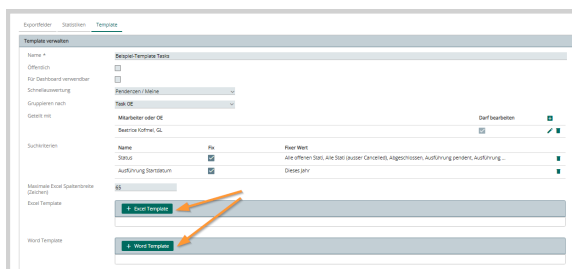 Exportfelder Statistiken Template
Template verwalten
Name * Beispiel-Template Tasks
Öffentlich
Für Dashboard verwendbar
Schnellauswertung Pendenzen / Meine
Gruppieren nach Task OE
Geteilt mit Mitarbeiter oder OE Darf bearbeiten
Beatrice Kofmel, GL
Suchkriterien Name Fix Fixer Wert
Status Alle offenen Stati, Alle Stati (ausser Cancelled), Abgeschlossen, Ausführung pendent, Ausführung ...
Ausführung Startdatum Dieses Jahr
Maximale Excel Spaltenbreite 65
(Zeichen)
Excel Template + Excel Template
Word Template + Word Template